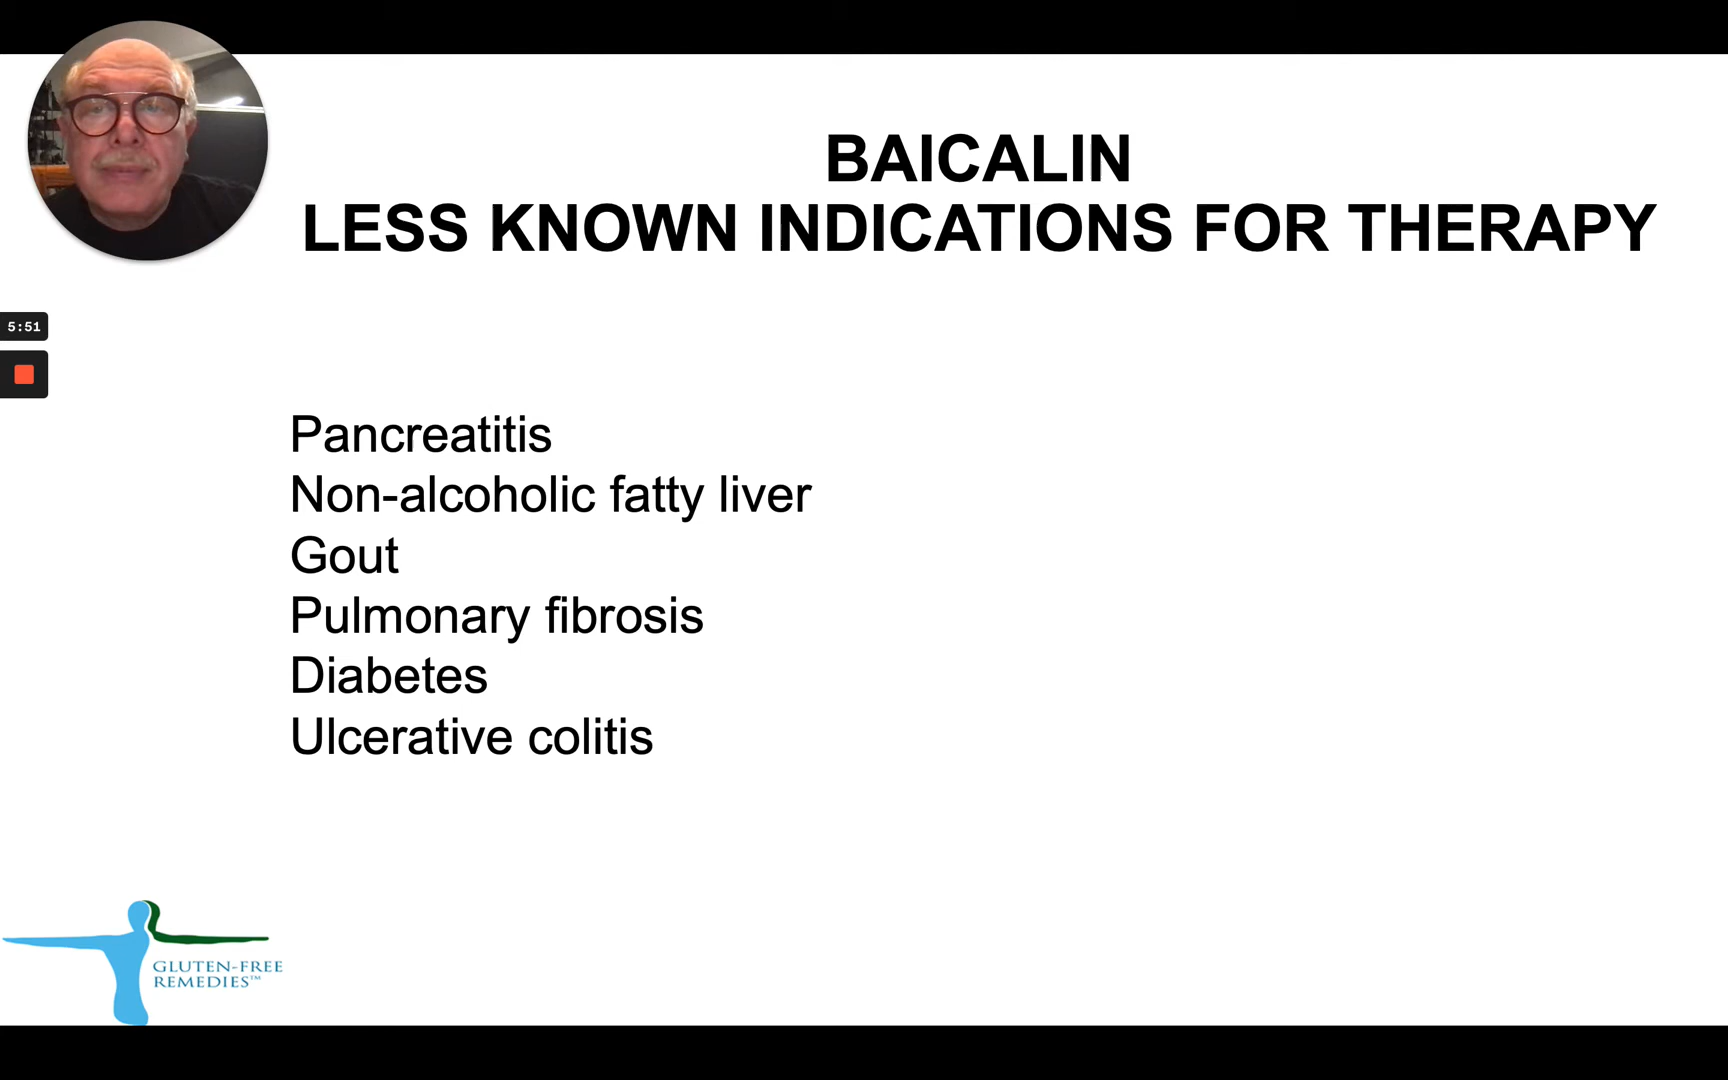 BAICALIN
LESS KNOWN INDICATIONS FOR THERAPY
5:51
Pancreatitis
Non-alcoholic fatty liver
Gout
Pulmonary fibrosis
Diabetes
Ulcerative colitis
GLUTEN-FREE
REMEDIES™